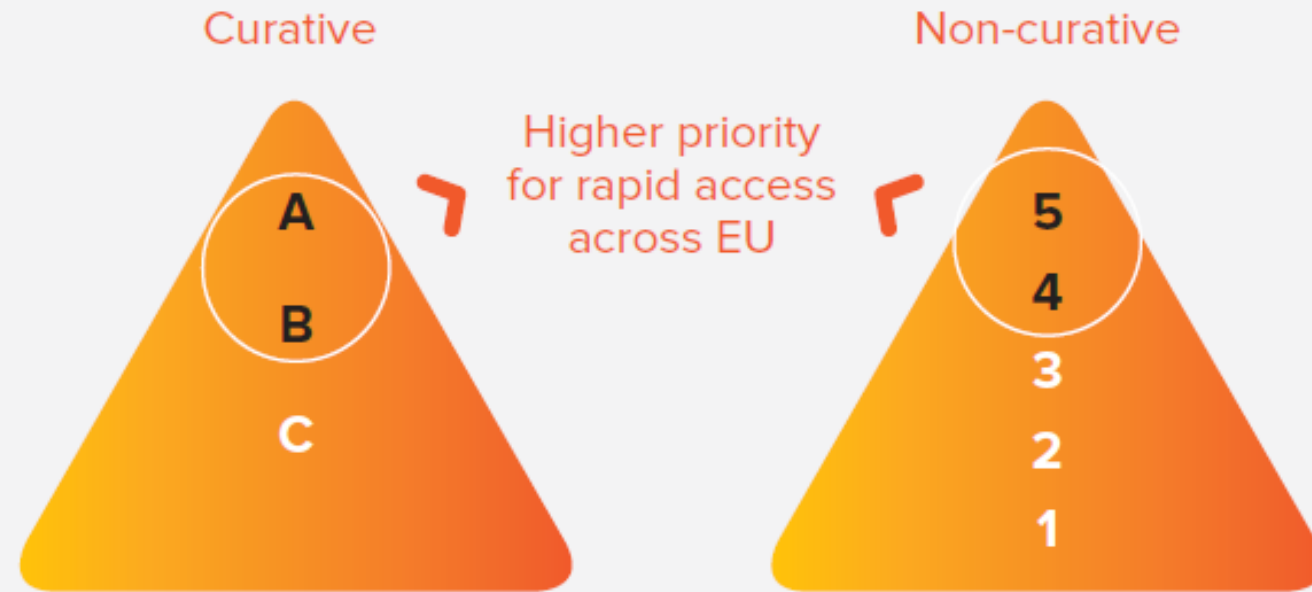 Curative
Non-curative
Higher priority
for rapid access
across EU
A
B
C
5
4
3
2
1